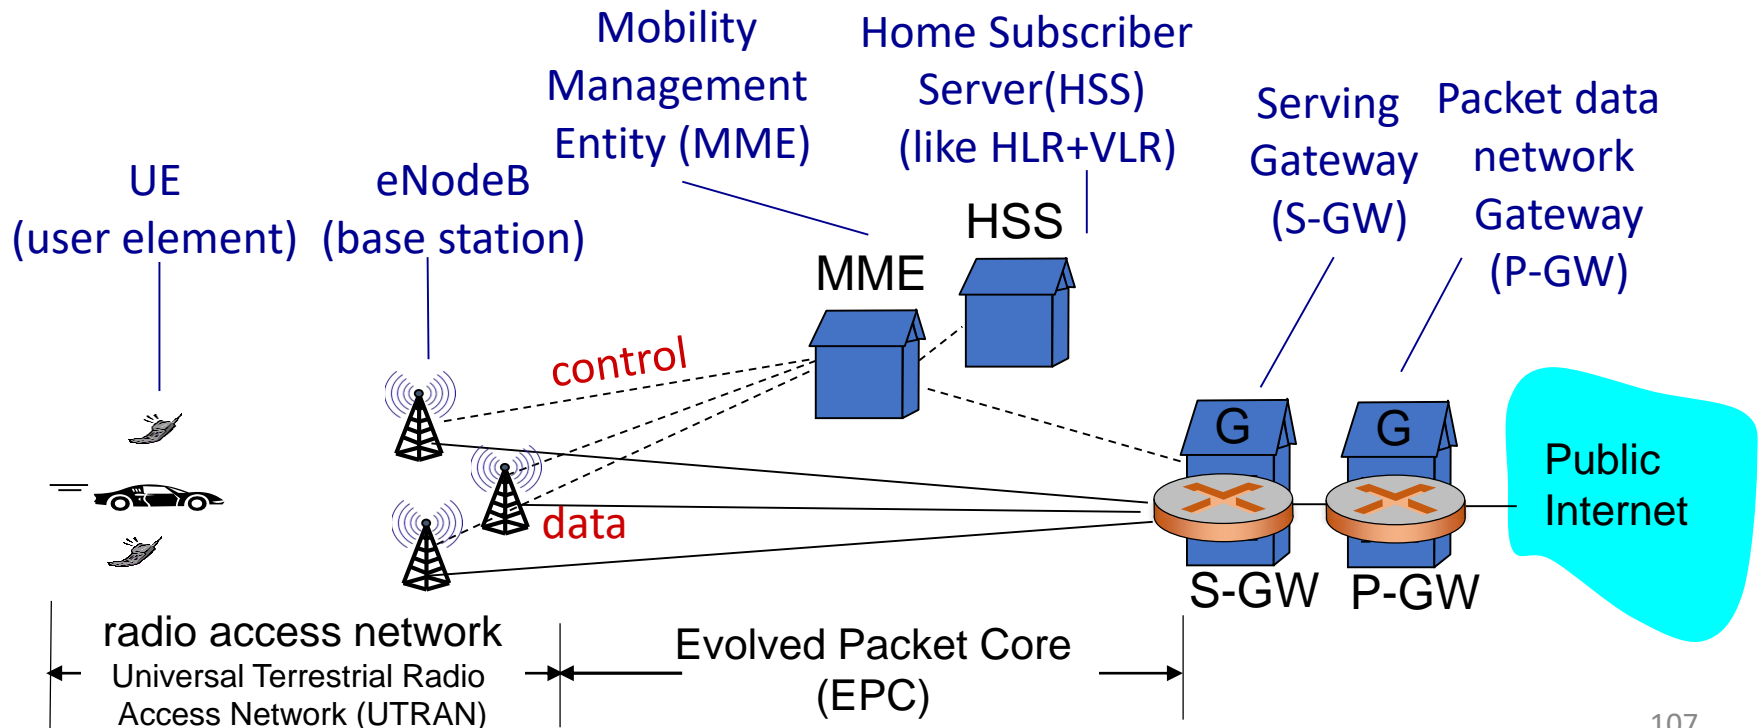 Mobility
Management
Entity (MME)
Home Subscriber
Server(HSS)
(like HLR+VLR)
Serving
Gateway
(S-GW)
Packet data
network
Gateway
(P-GW)
UE
(user element)
eNodeB
(base station)
HSS
MME
control
data
G
G
Public
Internet
S-GW
P-GW
radio access network
Universal Terrestrial Radio
Access Network (UTRAN)
Evolved Packet Core
(EPC)
107